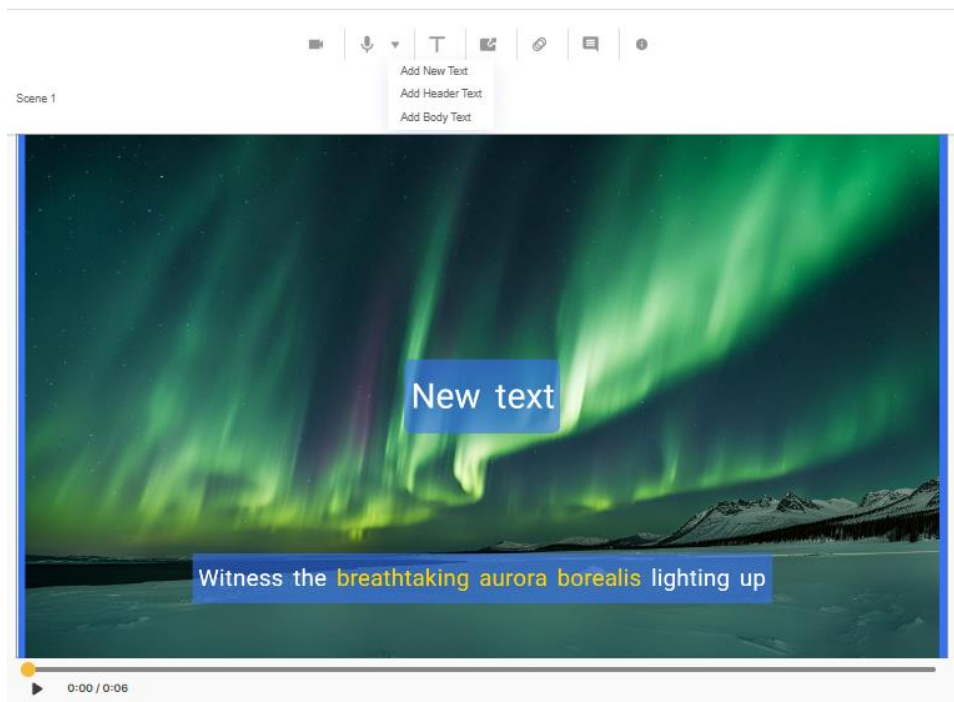 Add New Text
Add Header Text
Add Body Text
Scene 1
New text
Witness the breathtaking aurora borealis lighting up
0:00 / 0:06